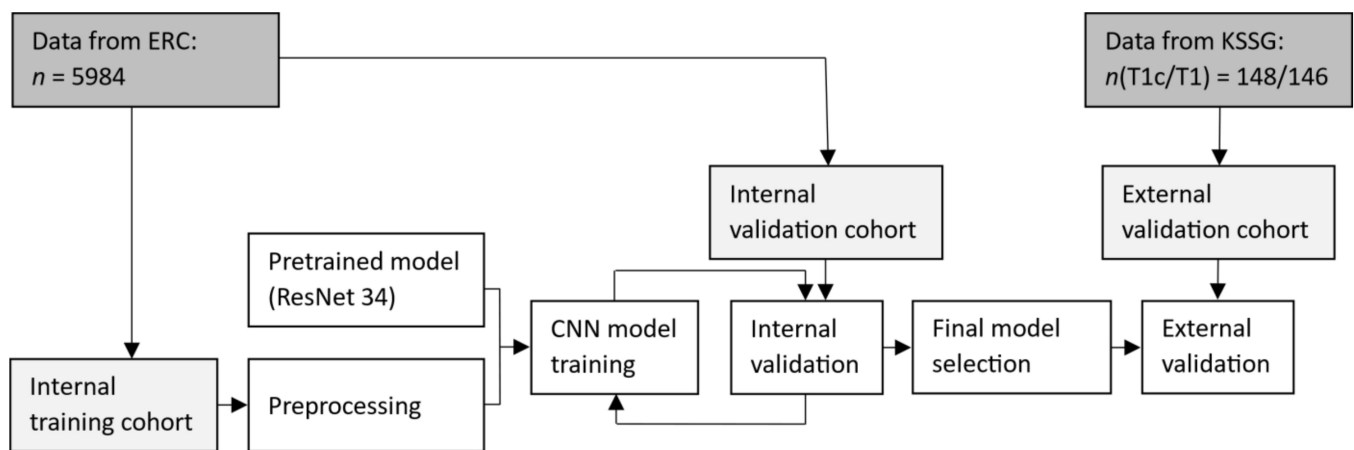 Data from ERC:
n = 5984
Data from KSSG:
n(T1c/T1) = 148/146
Internal
validation cohort
External
validation cohort
Pretrained model
(ResNet 34)
CNN model
training
Internal
validation
Final model
selection
External
validation
Internal
training cohort
Preprocessing